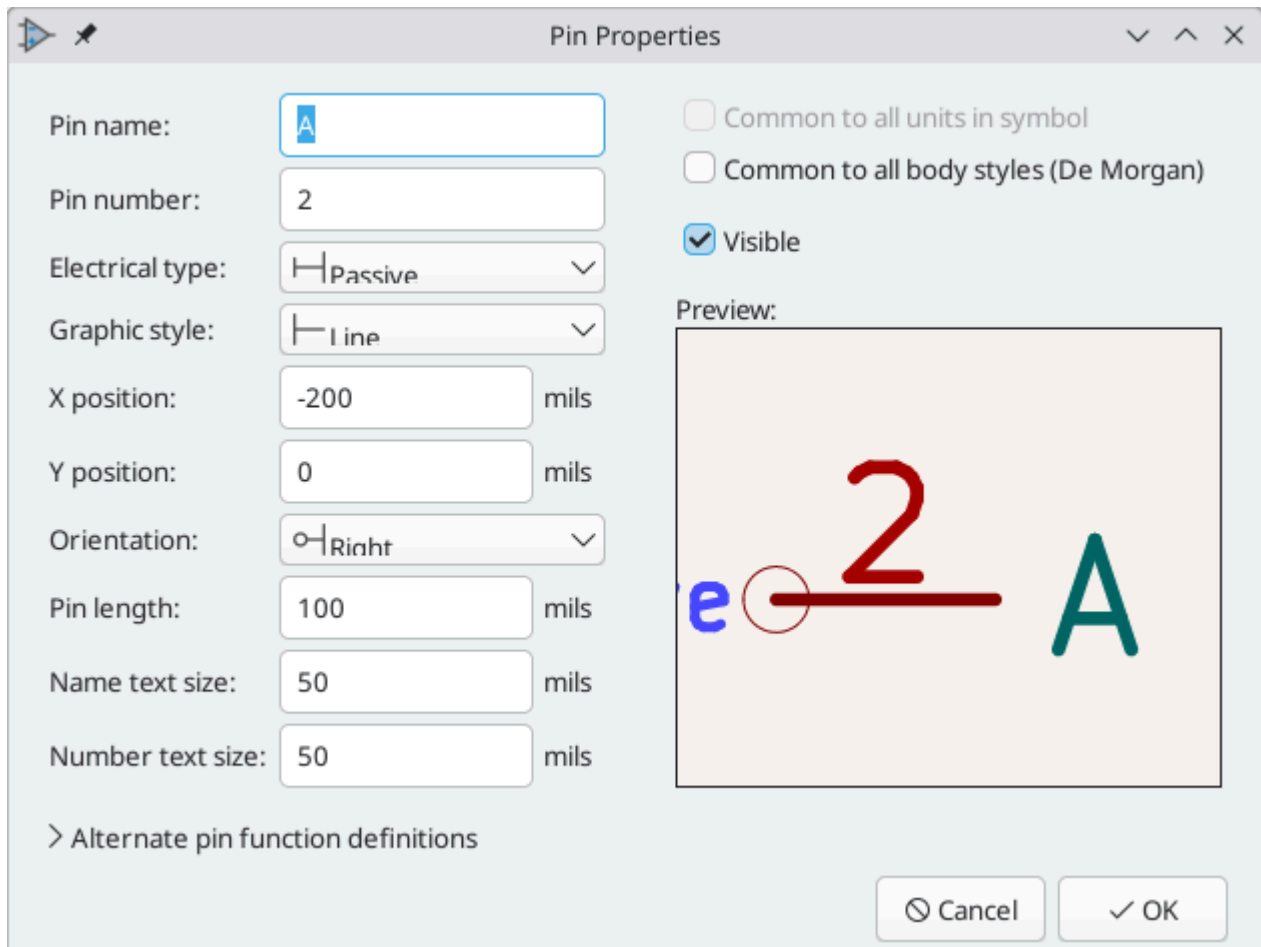 Pin Properties
Pin name:
A
Pin number:
2
Electrical type:
Passive
Graphic style:
Line
X position:
-200
mils
Y position:
0
mils
Orientation:
Right
Pin length:
100
mils
Name text size:
50
mils
Number text size:
50
mils
Alternate pin function definitions
Common to all units in symbol
Common to all body styles (De Morgan)
Visible
Preview:
2
e
A
Cancel
OK